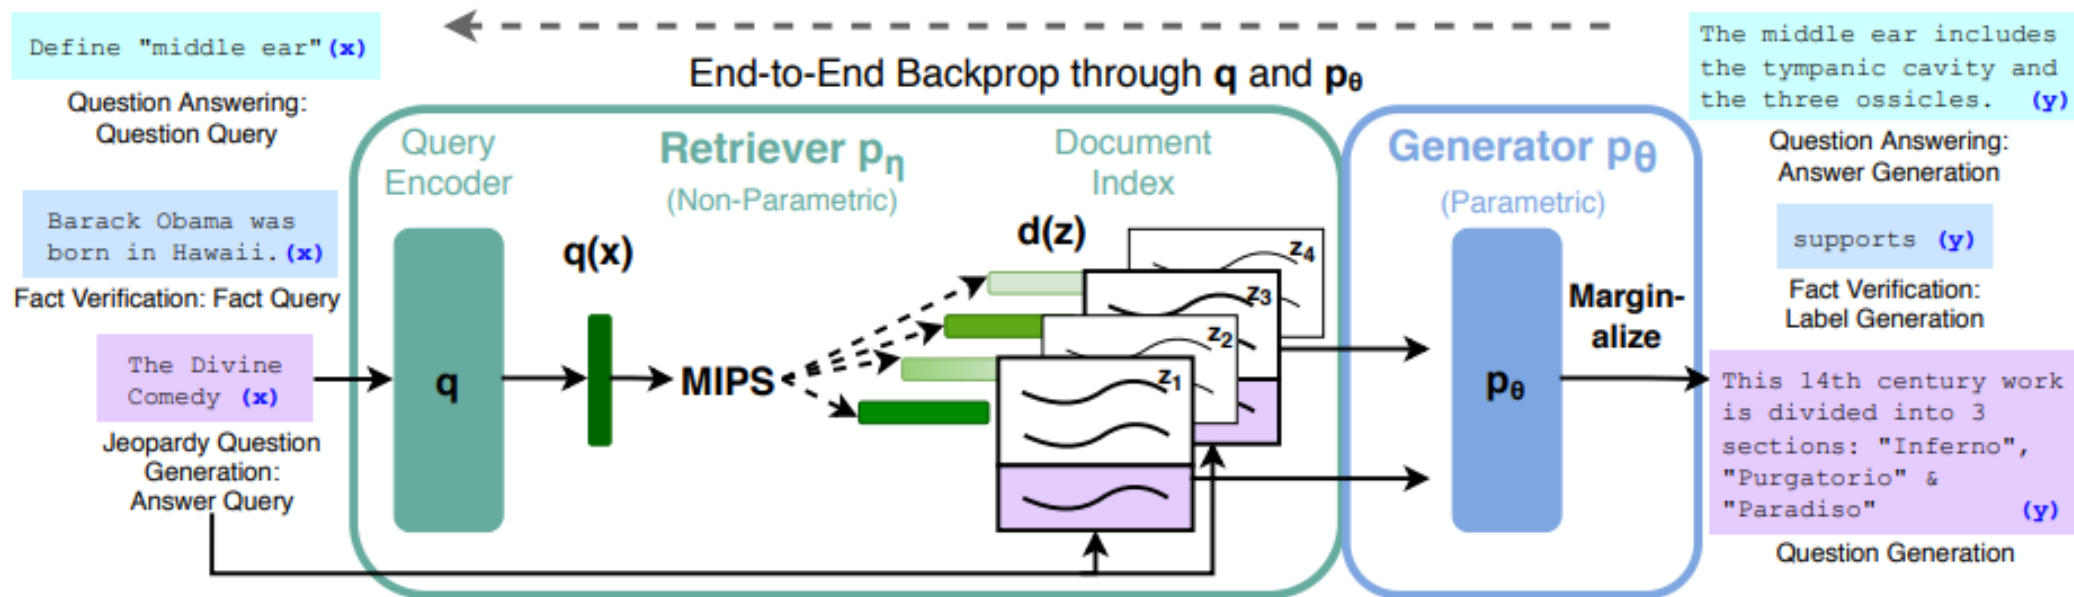 Define "middle ear" (x)
Question Answering:
Question Query
Barack Obama was
born in Hawaii. (x)
Fact Verification: Fact Query
The Divine
Comedy (x)
Jeopardy Question
Generation:
Answer Query
End-to-End Backprop through q and pθ
Query
Encoder
q
Retriever pη
(Non-Parametric)
q(x)
MIPS
Document
Index
d(z)
z4
z3
z2
z1
Generator pθ
(Parametric)
pθ
Margin-
alize
The middle ear includes
the tympanic cavity and
the three ossicles. (y)
Question Answering:
Answer Generation
supports (y)
Fact Verification:
Label Generation
This 14th century work
is divided into 3
sections: "Inferno",
"Purgatorio" &
"Paradiso" (y)
Question Generation